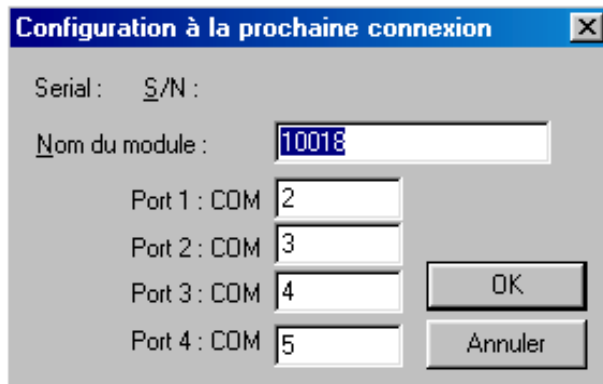 Configuration à la prochaine connexion
Serial : S/N :
Nom du module : 10018
Port 1 : COM 2
Port 2 : COM 3
Port 3 : COM 4
OK
Port 4 : COM 5
Annuler